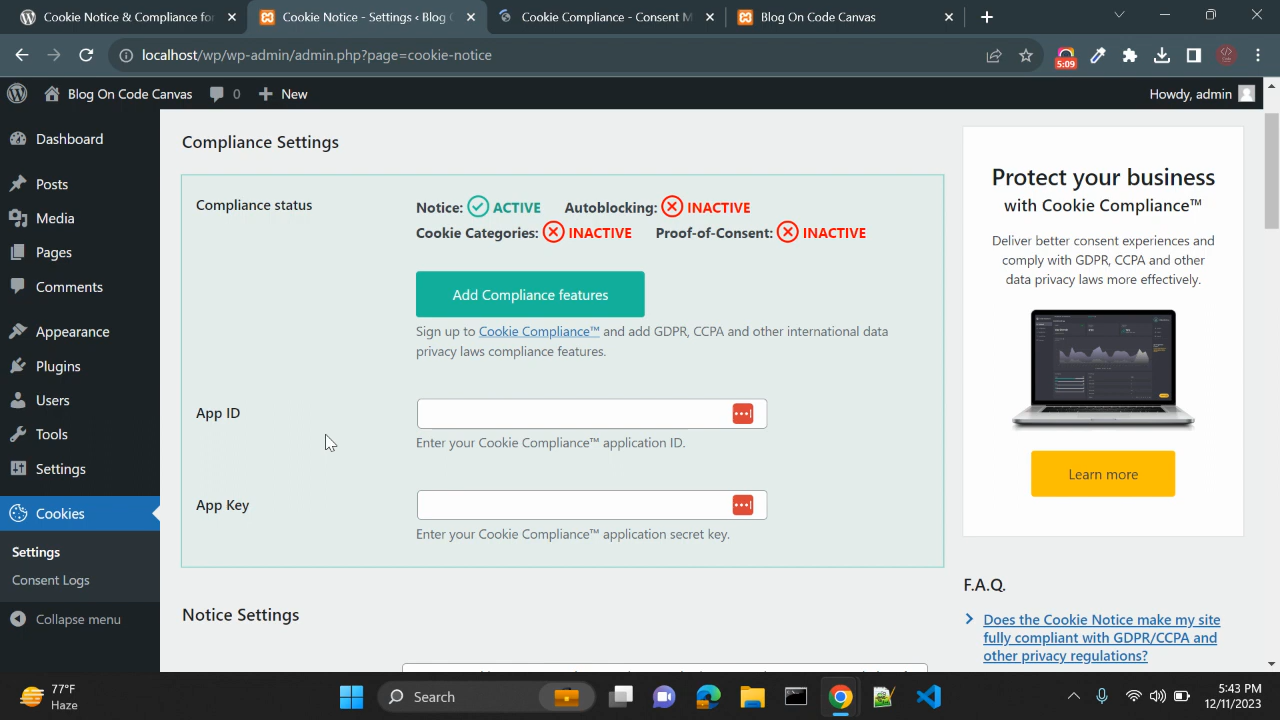 Cookie Notice & Compliance for
Cookie Notice - Settings ‹ Blog
Cookie Compliance - Consent
Blog On Code Canvas
localhost/wp/wp-admin/admin.php?page=cookie-notice
5:09
Blog On Code Canvas
0
New
Howdy, admin
Dashboard
Posts
Media
Pages
Comments
Appearance
Plugins
Users
Tools
Settings
Cookies
Settings
Consent Logs
Collapse menu
Compliance Settings
Compliance status
Notice: ACTIVE Autoblocking: INACTIVE
Cookie Categories: INACTIVE Proof-of-Consent: INACTIVE
Add Compliance features
Sign up to Cookie Compliance™ and add GDPR, CCPA and other international data
privacy laws compliance features.
App ID
Enter your Cookie Compliance™ application ID.
App Key
Enter your Cookie Compliance™ application secret key.
Notice Settings
Protect your business
with Cookie Compliance™
Deliver better consent experiences and
comply with GDPR, CCPA and other
data privacy laws more effectively.
Learn more
F.A.Q.
Does the Cookie Notice make my site
fully compliant with GDPR/CCPA and
other privacy regulations?
77°F
Haze
Search
5:43 PM
12/11/2023